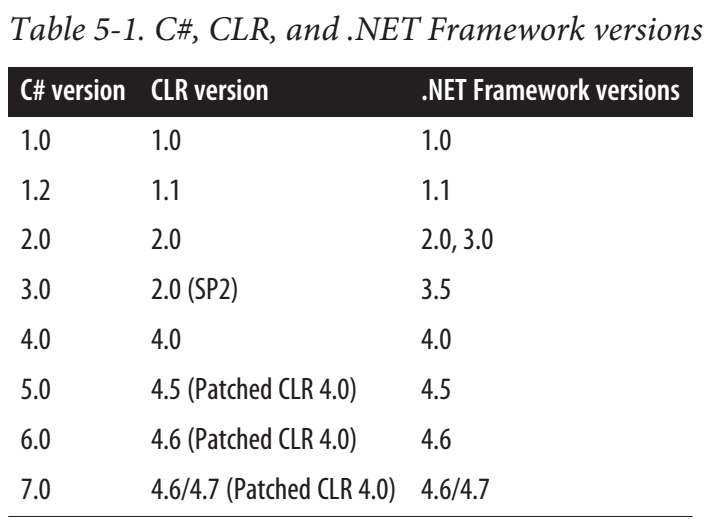 Table 5-1. C#, CLR, and .NET Framework versions
C# version CLR version .NET Framework versions
1.0 1.0 1.0
1.2 1.1 1.1
2.0 2.0 2.0, 3.0
3.0 2.0 (SP2) 3.5
4.0 4.0 4.0
5.0 4.5 (Patched CLR 4.0) 4.5
6.0 4.6 (Patched CLR 4.0) 4.6
7.0 4.6/4.7 (Patched CLR 4.0) 4.6/4.7